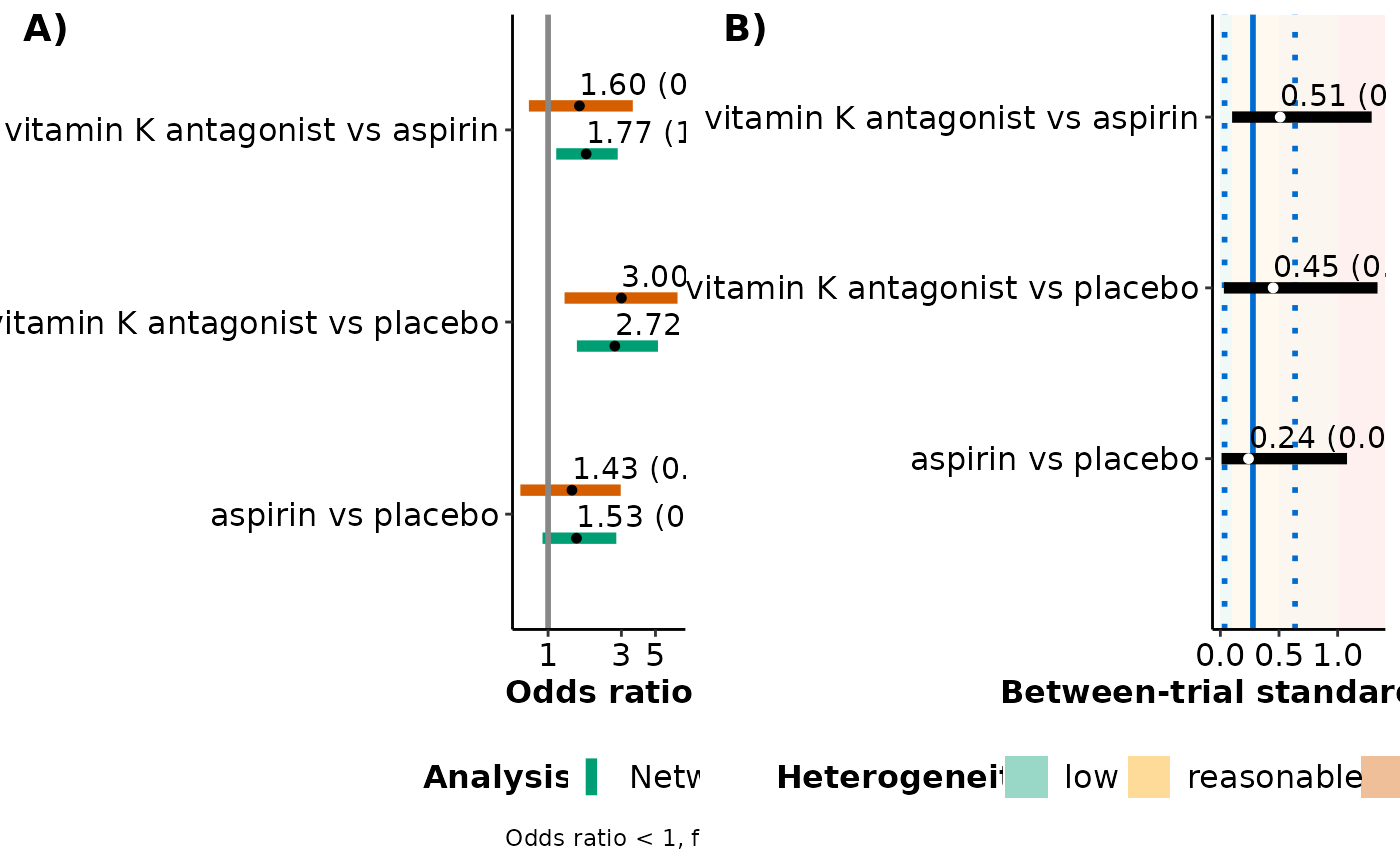 A)
1.60 (0
vitamin K antagonist vs aspirin
1.77 (1
3.00
vitamin K antagonist vs placebo
2.72
1.43 (0.
aspirin vs placebo
1.53 (0
1 3 5
Odds ratio
Analysis Netw
Odds ratio < 1, f
B)
0.51 (0
vitamin K antagonist vs aspirin
0.45 (0.
vitamin K antagonist vs placebo
0.24 (0.0
aspirin vs placebo
0.0 0.5 1.0
Between-trial standard
Heterogeneit low reasonable